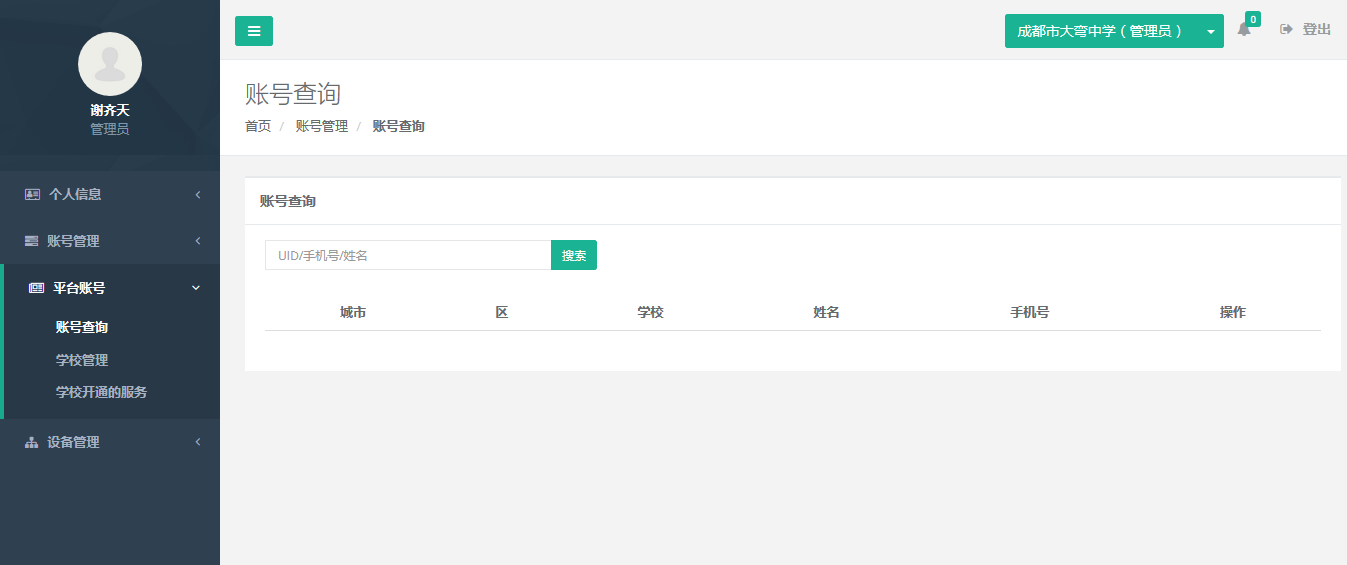 谢齐天
管理员
个人信息
账号管理
平台账号
账号查询
学校管理
学校开通的服务
设备管理
成都市大弯中学（管理员）
0
登出
账号查询
首页 / 账号管理 / 账号查询
账号查询
UID/手机号/姓名
搜索
城市 区 学校 姓名 手机号 操作